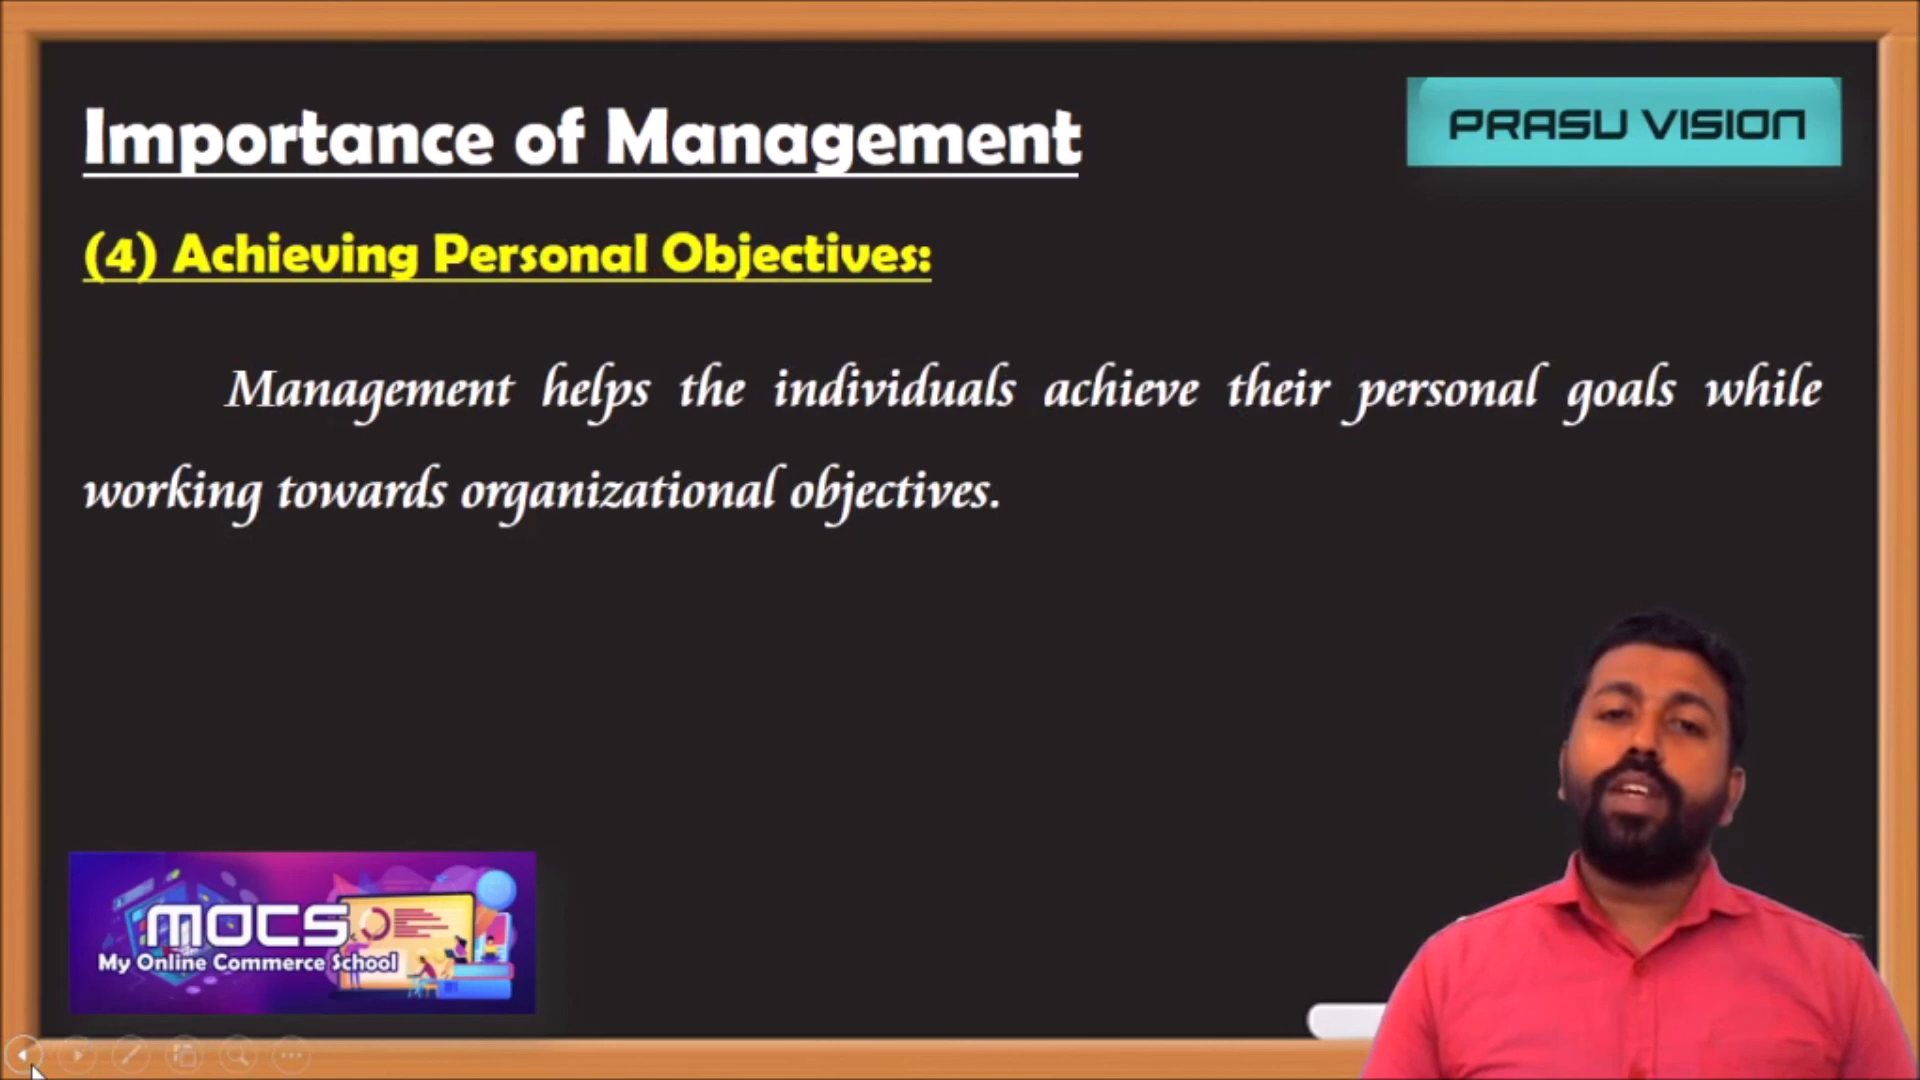 Importance of Management
PRASU VISION
(4) Achieving Personal Objectives:
Management helps the individuals achieve their personal goals while
working towards organizational objectives.
MOCS
My Online Commerce School